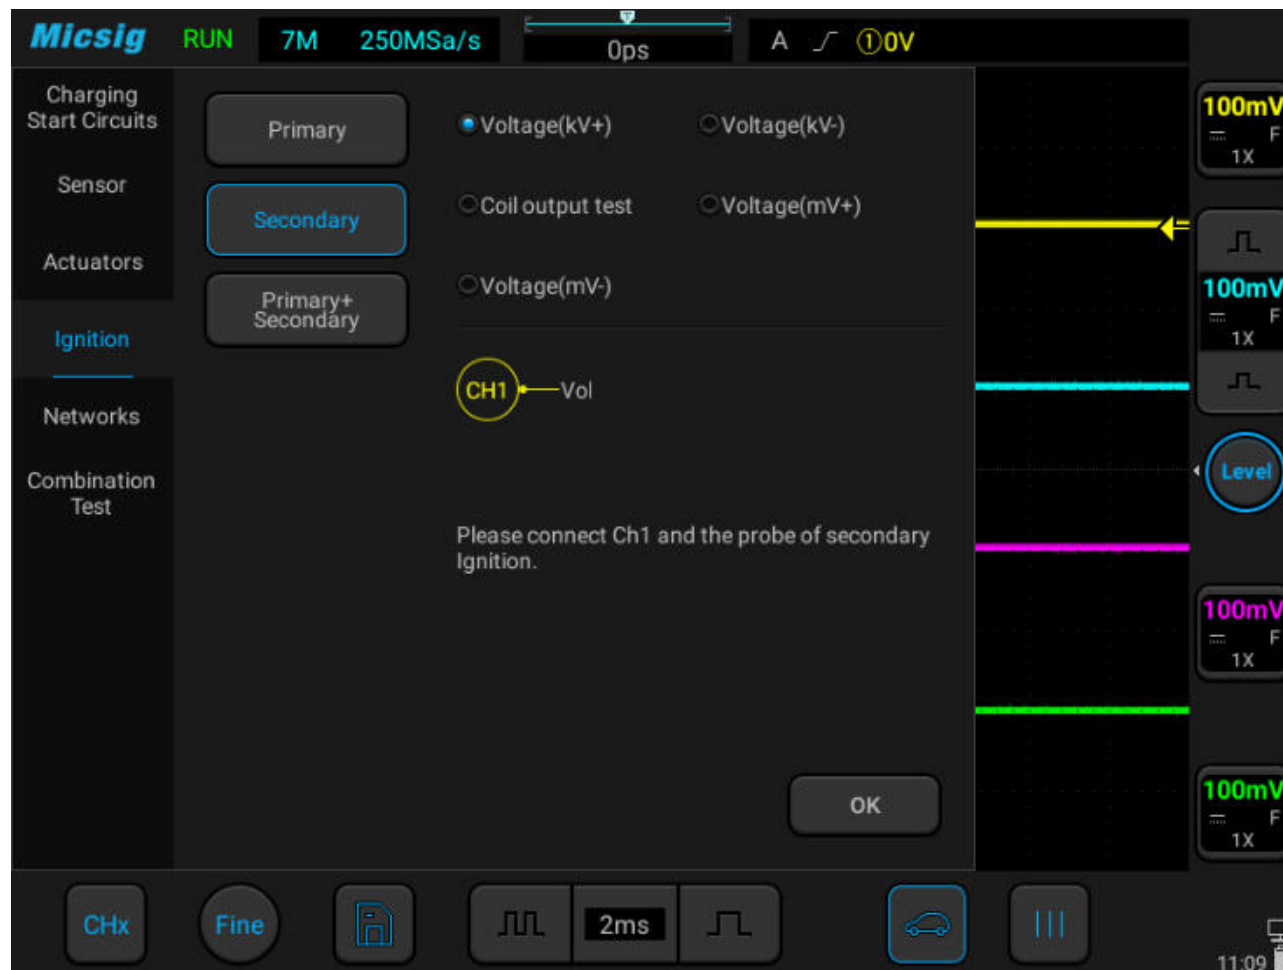 Micsig RUN 7M 250MSa/s T 0ps A ①0V
Charging
Start Circuits
Sensor
Actuators
Ignition
Networks
Combination
Test
Primary
Secondary
Primary+
Secondary
Voltage(kV+) Voltage(kV-)
Coil output test Voltage(mV+)
Voltage(mV-)
CH1 Vol
Please connect Ch1 and the probe of secondary
Ignition.
OK
100mV
F
1X
100mV
F
1X
Level
100mV
F
1X
100mV
F
1X
CHx Fine 2ms
11:09